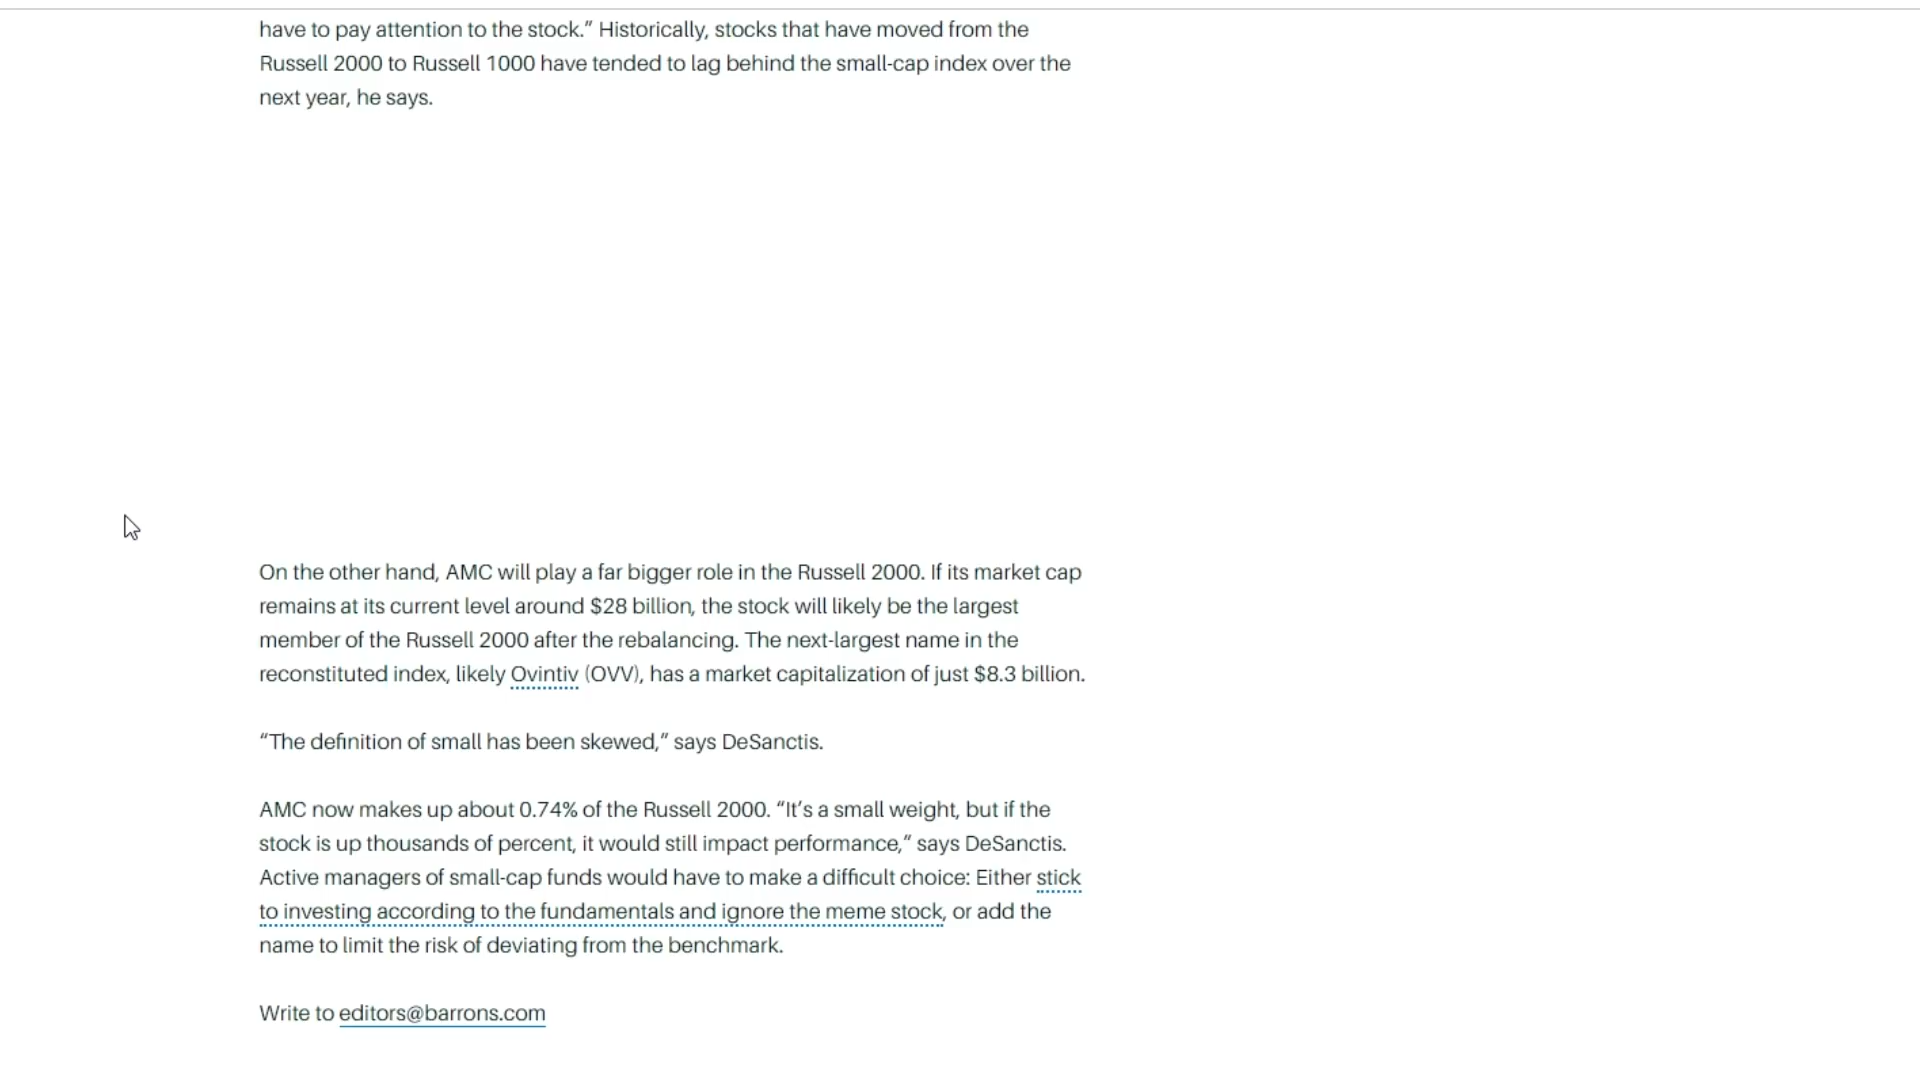 have to pay attention to the stock.” Historically, stocks that have moved from the
Russell 2000 to Russell 1000 have tended to lag behind the small-cap index over the
next year, he says.
On the other hand, AMC will play a far bigger role in the Russell 2000. If its market cap
remains at its current level around $28 billion, the stock will likely be the largest
member of the Russell 2000 after the rebalancing. The next-largest name in the
reconstituted index, likely Ovintiv (OVV), has a market capitalization of just $8.3 billion.
“The definition of small has been skewed,” says DeSanctis.
AMC now makes up about 0.74% of the Russell 2000. “It’s a small weight, but if the
stock is up thousands of percent, it would still impact performance,” says DeSanctis.
Active managers of small-cap funds would have to make a difficult choice: Either stick
to investing according to the fundamentals and ignore the meme stock, or add the
name to limit the risk of deviating from the benchmark.
Write to editors@barrons.com